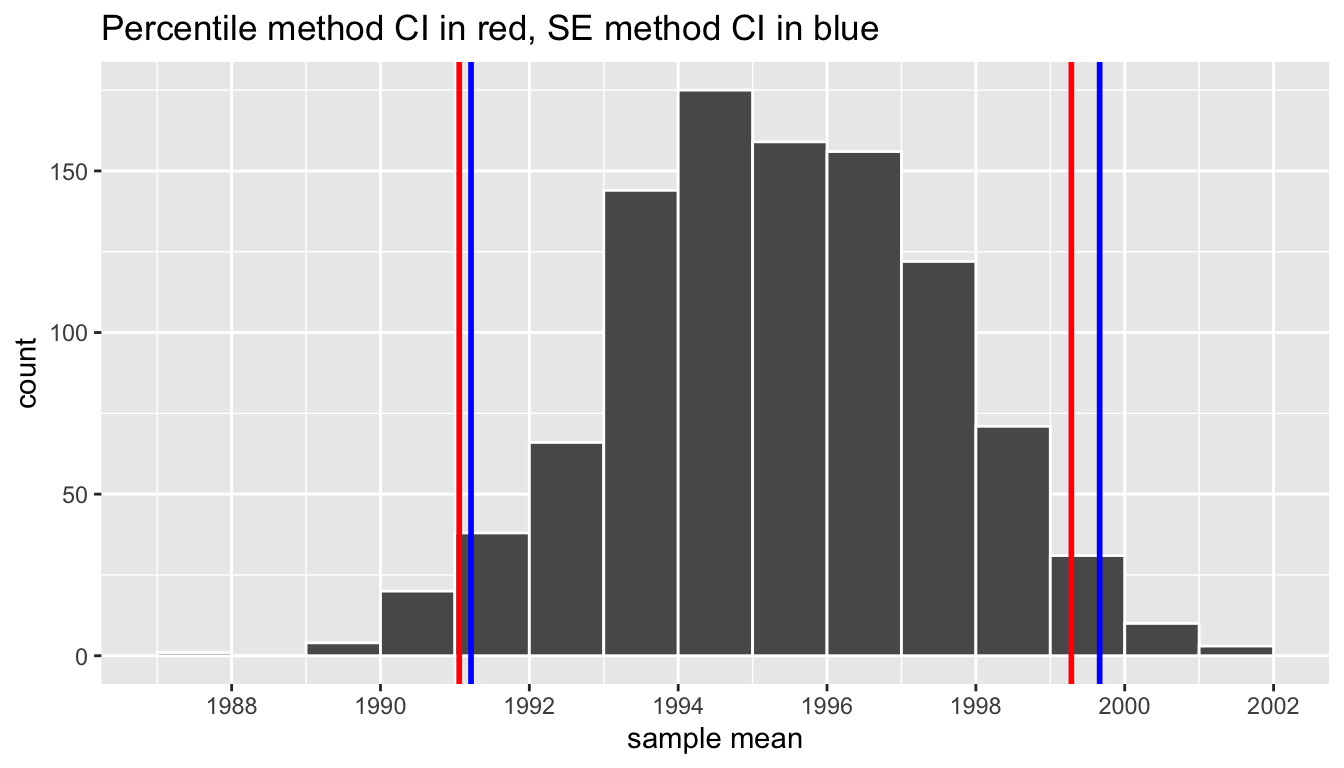 Percentile method CI in red, SE method CI in blue
150
100
50
0
count
1988 1990 1992 1994 1996 1998 2000 2002
sample mean